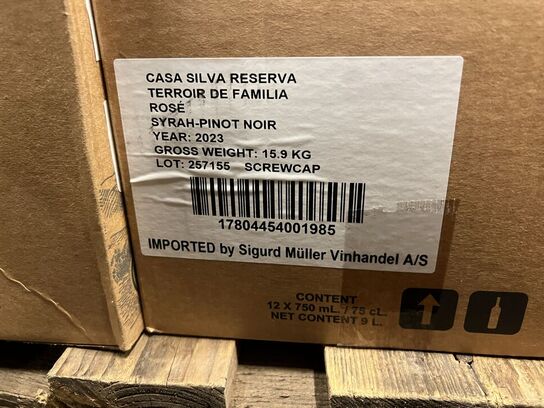 CASA SILVA RESERVA
TERROIR DE FAMILIA
ROSÉ
SYRAH-PINOT NOIR
YEAR: 2023
GROSS WEIGHT: 15.9 KG
LOT: 257155 SCREWCAP
17804454001985
IMPORTED by Sigurd Müller Vinhandel A/S
CONTENT
12 X 750 mL. / 75 cL.
NET CONTENT 9 L.